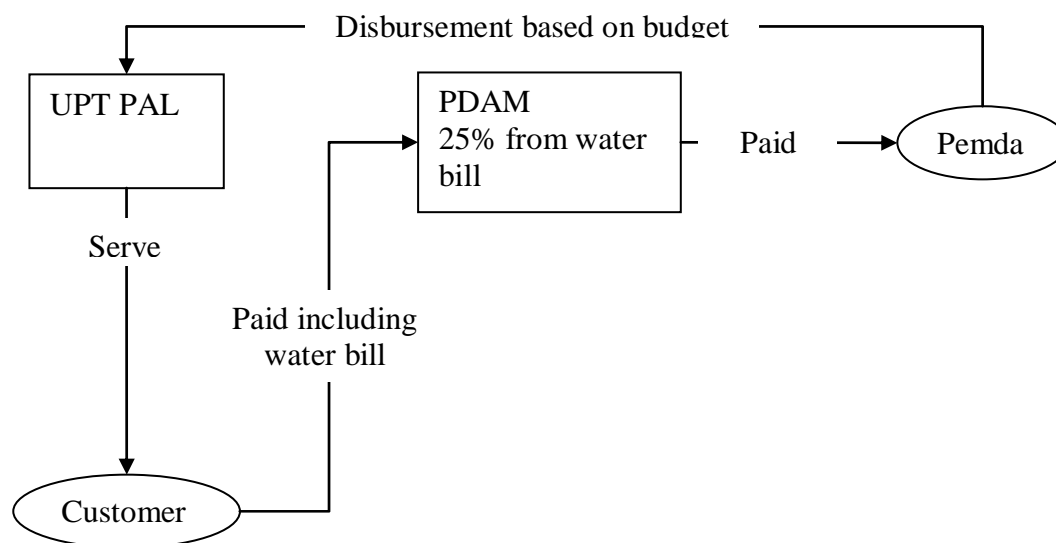 Disbursement based on budget
UPT PAL
PDAM
25% from water
bill
Paid
Pemda
Serve
Paid including
water bill
Customer